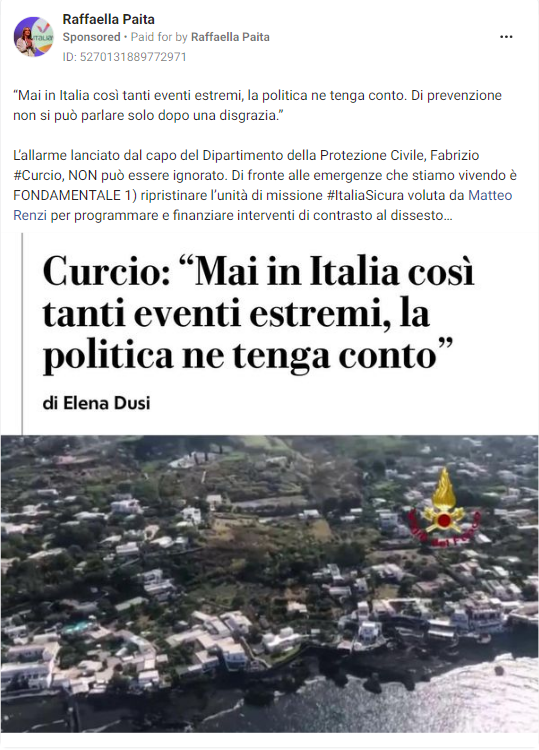 Raffaella Paita
Sponsored • Paid for by Raffaella Paita
ID: 5270131889772971
“Mai in Italia così tanti eventi estremi, la politica ne tenga conto. Di prevenzione
non si può parlare solo dopo una disgrazia.”
L’allarme lanciato dal capo del Dipartimento della Protezione Civile, Fabrizio
#Curcio, NON può essere ignorato. Di fronte alle emergenze che stiamo vivendo è
FONDAMENTALE 1) ripristinare l’unità di missione #ItaliaSicura voluta da Matteo
Renzi per programmare e finanziare interventi di contrasto al dissesto...
Curcio: “Mai in Italia così
tanti eventi estremi, la
politica ne tenga conto”
di Elena Dusi